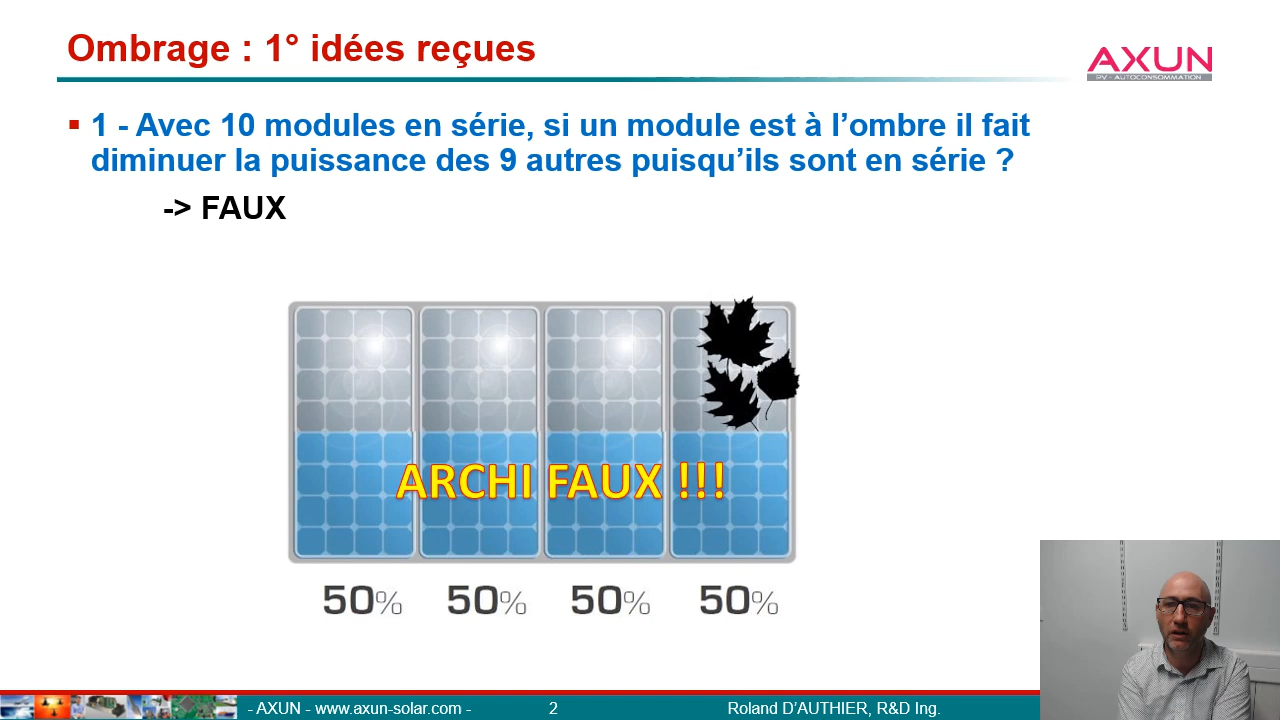 Ombrage : 1° idées reçues
AXUN
PV - AUTOCONSOMMATION
1 - Avec 10 modules en série, si un module est à l’ombre il fait
diminuer la puissance des 9 autres puisqu’ils sont en série ?
-> FAUX
ARCHI FAUX !!!
50% 50% 50% 50%
- AXUN - www.axun-solar.com - 2 Roland D’AUTHIER, R&D Ing.